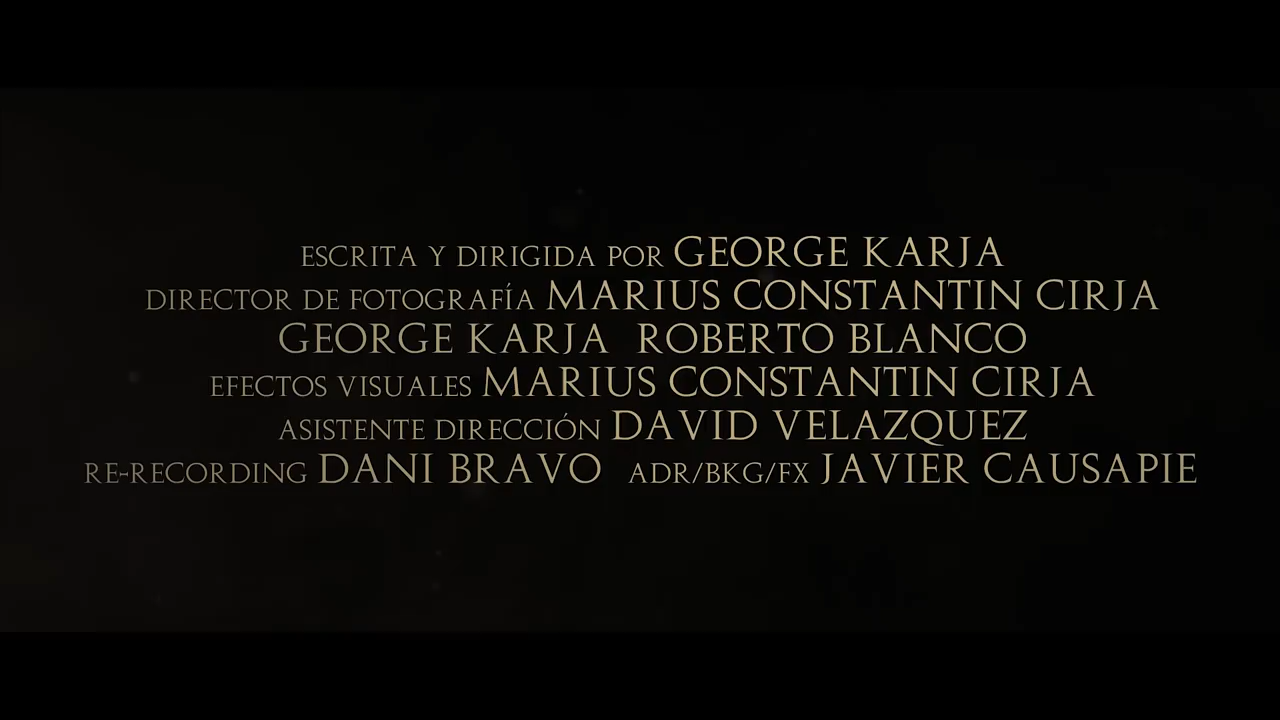 ESCRITA Y DIRIGIDA POR GEORGE KARJA
DIRECTOR DE FOTOGRAFÍA MARIUS CONSTANTIN CIRJA
GEORGE KARJA ROBERTO BLANCO
EFECTOS VISUALES MARIUS CONSTANTIN CIRJA
ASISTENTE DIRECCIÓN DAVID VELAZQUEZ
RE-RECORDING DANI BRAVO ADR/BKG/FX JAVIER CAUSAPIE